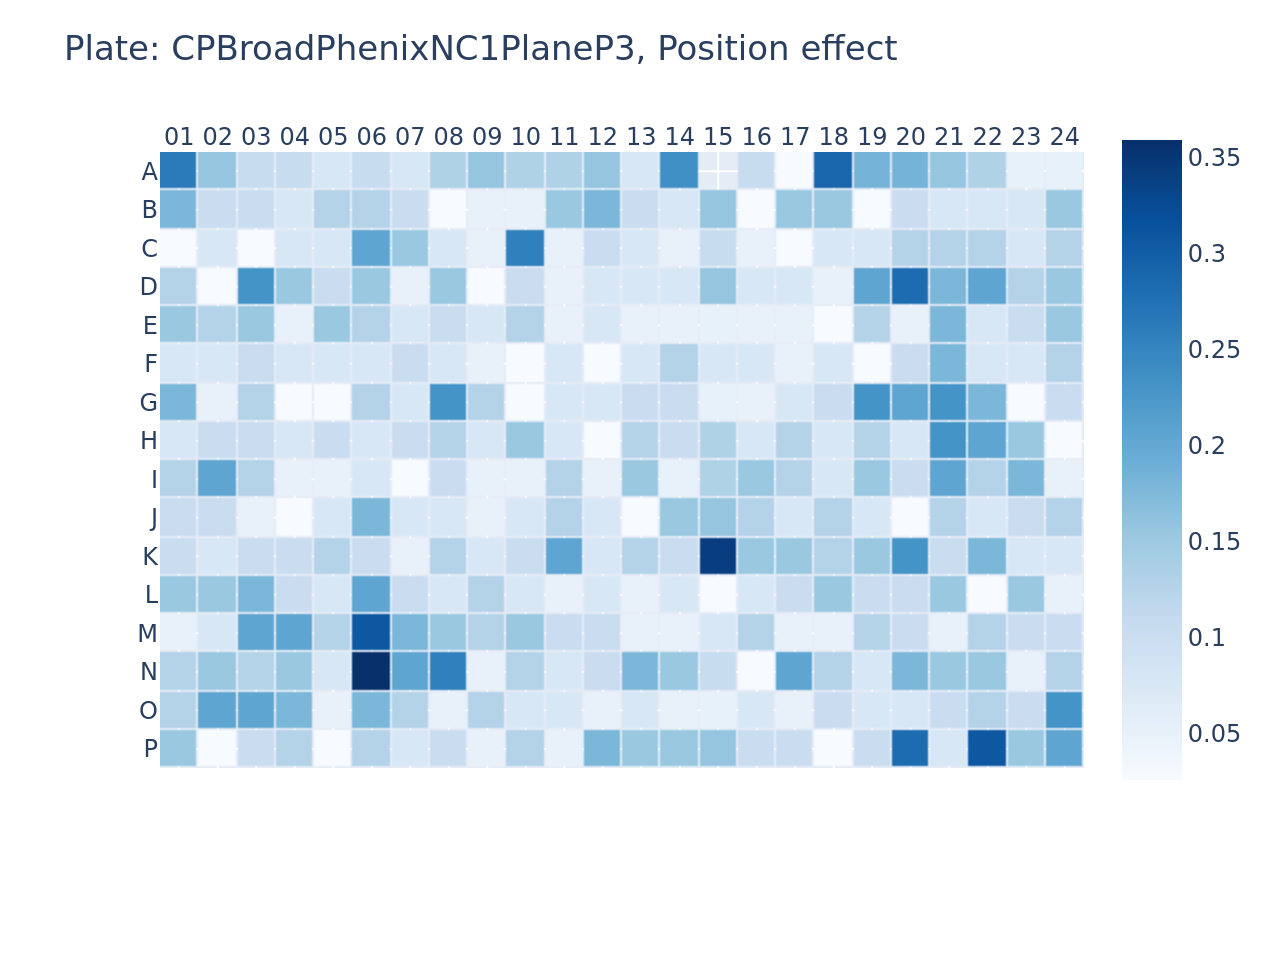 Plate: CPBroadPhenixNC1PlaneP3, Position effect
01 02 03 04 05 06 07 08 09 10 11 12 13 14 15 16 17 18 19 20 21 22 23 24
A
B
C
D
E
F
G
H
I
J
K
L
M
N
O
P
0.35
0.3
0.25
0.2
0.15
0.1
0.05